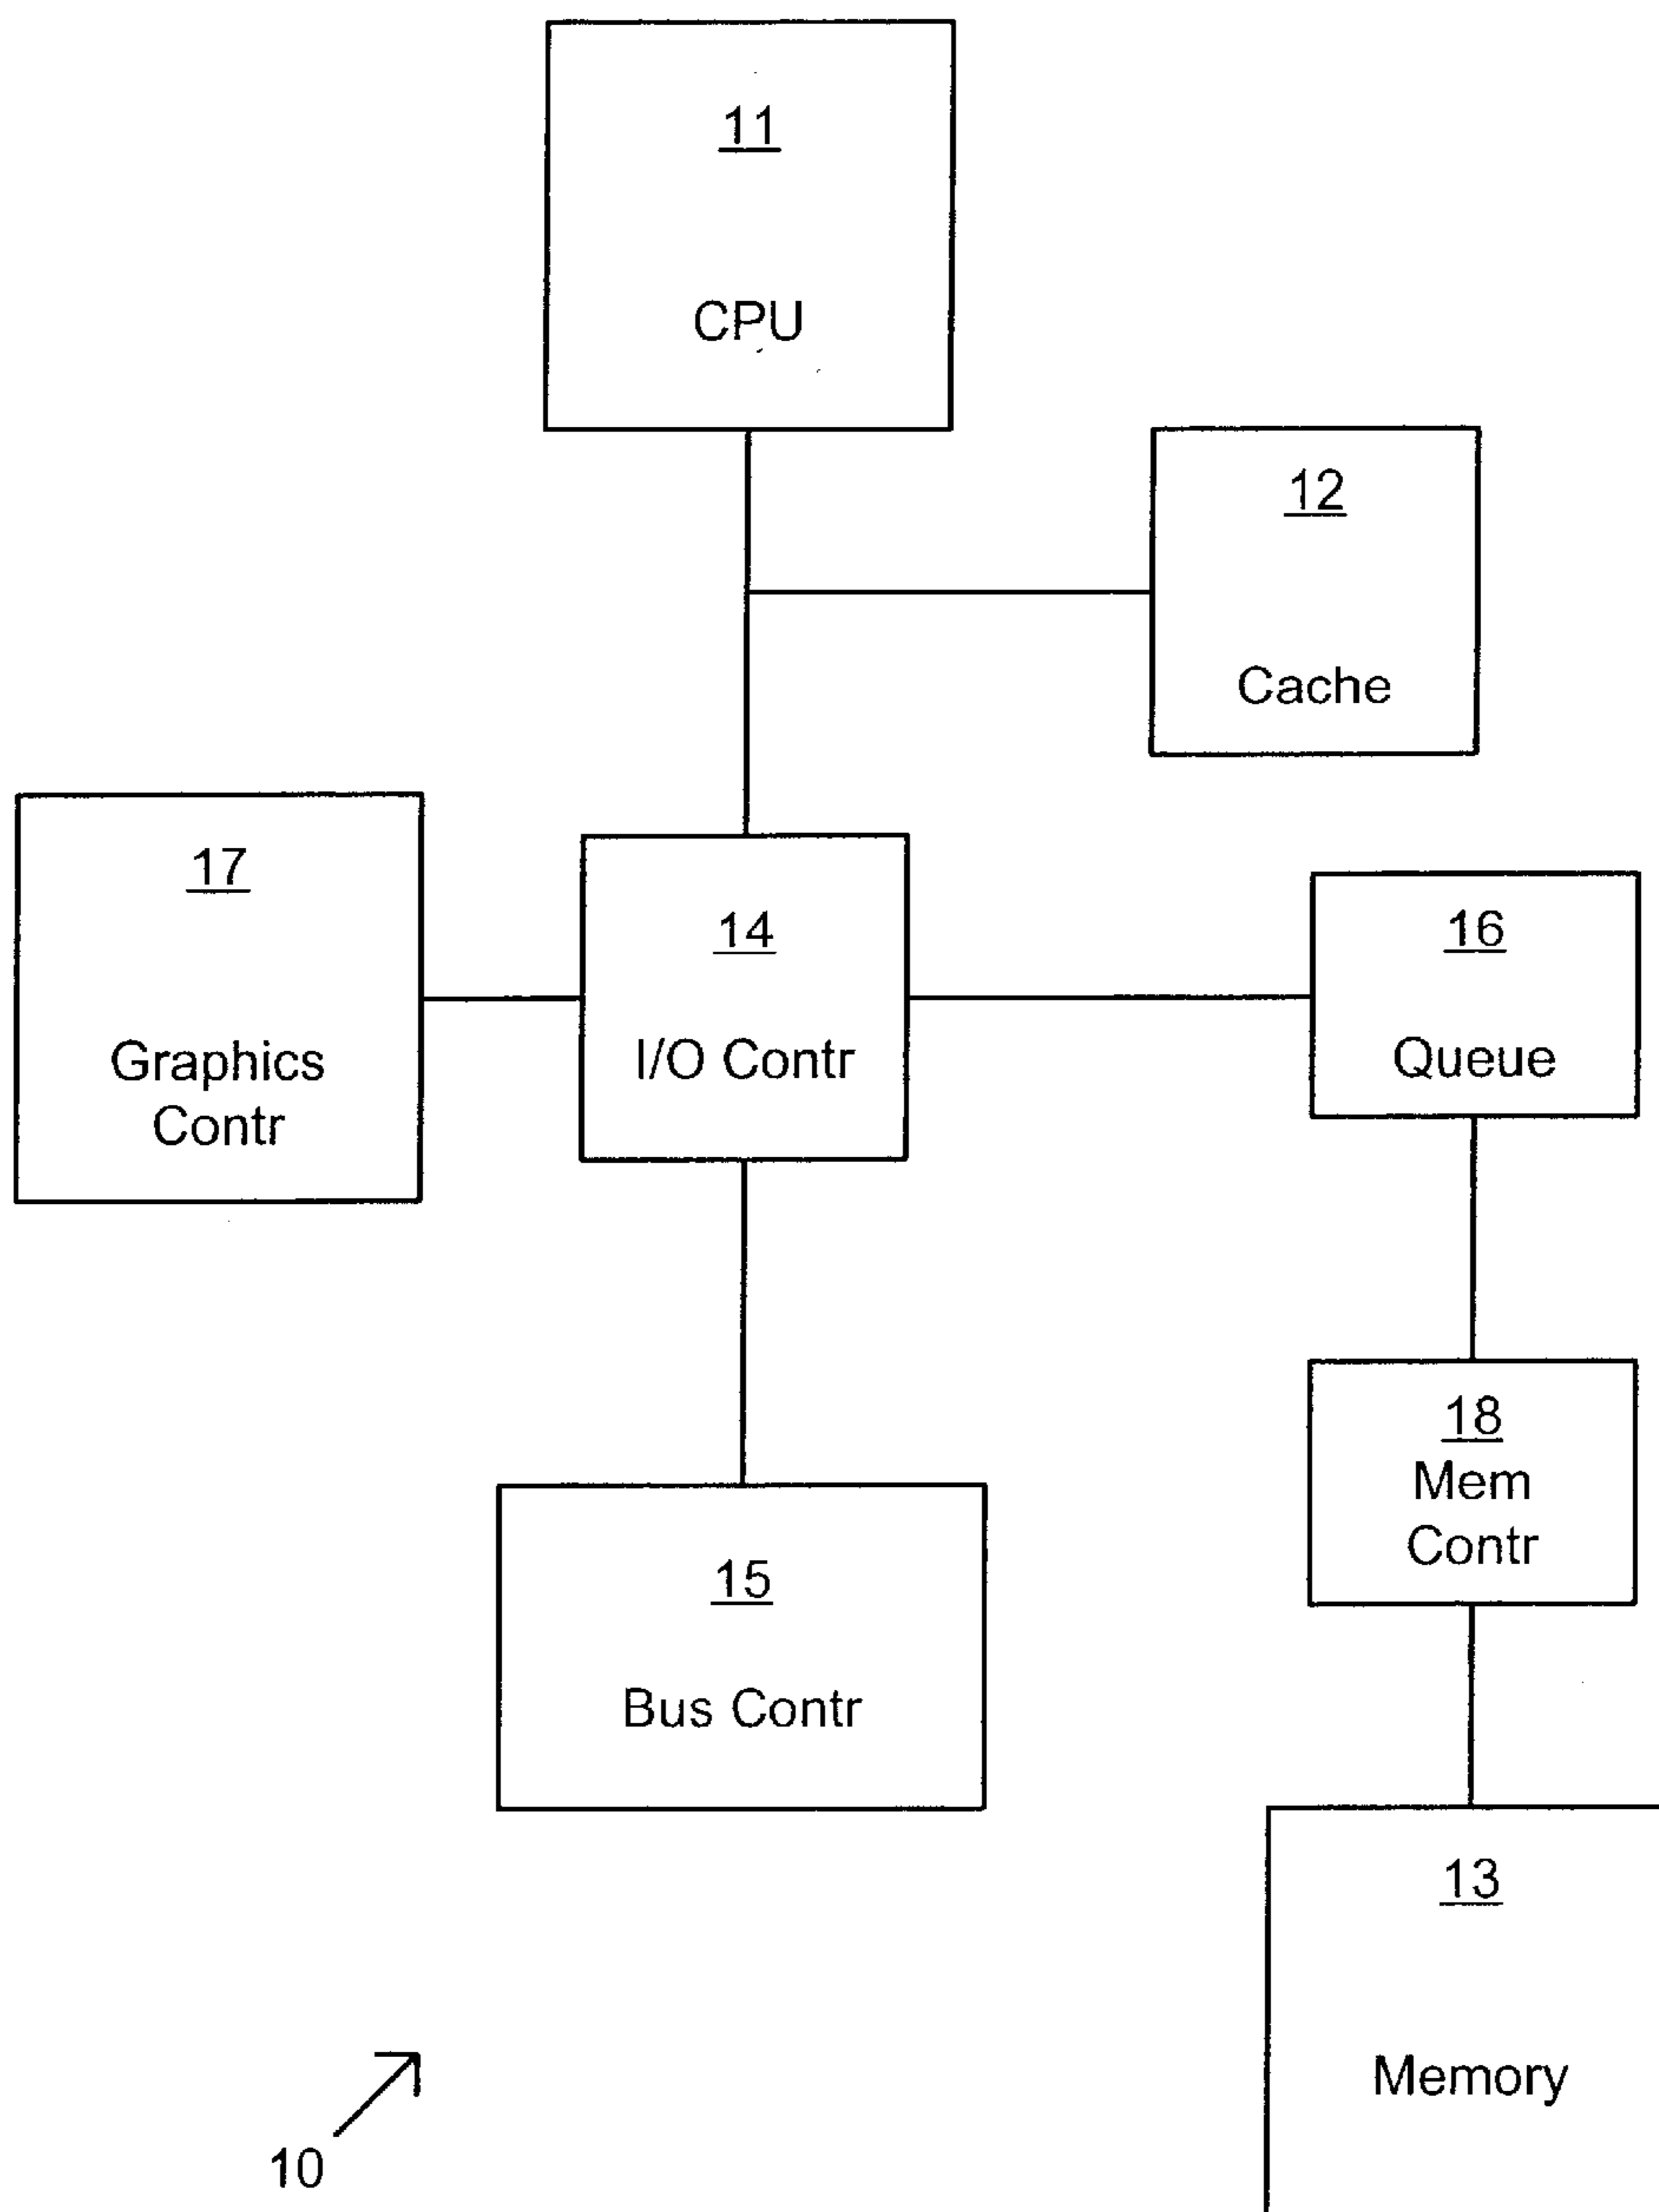 11
CPU
12
Cache
17
Graphics
Contr
14
I/O Contr
16
Queue
18
Mem
Contr
15
Bus Contr
13
Memory
10